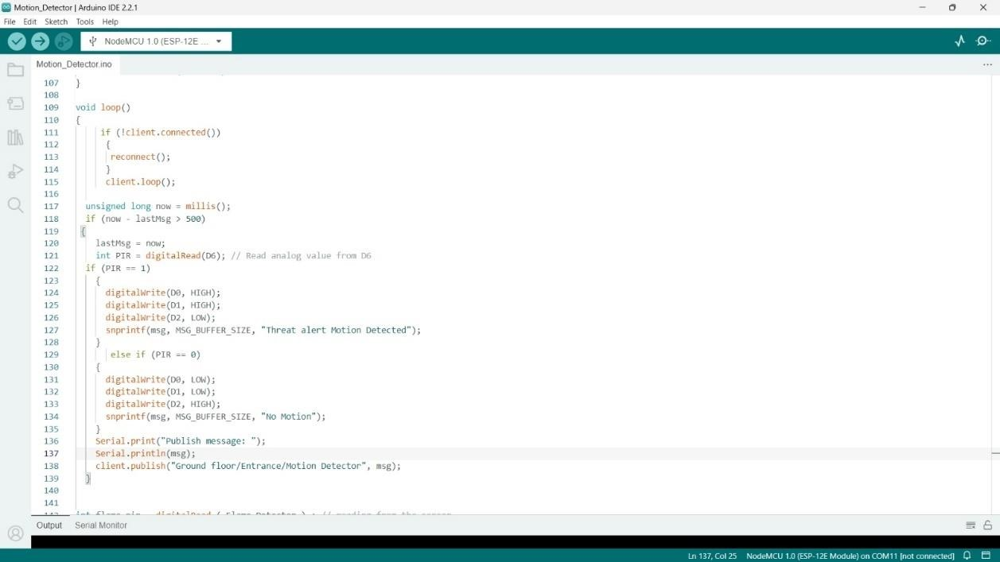 Motion_Detector | Arduino IDE 2.2.1
File Edit Sketch Tools Help
NodeMCU 1.0 (ESP-12E ...
Motion_Detector.ino
...
107 }
108
109 void loop()
110 {
111 if (!client.connected())
112 {
113 reconnect();
114 }
115 client.loop();
116
117 unsigned long now = millis();
118 if (now - lastMsg > 500)
119 {
120 lastMsg = now;
121 int PIR = digitalRead(D6); // Read analog value from D6
122 if (PIR == 1)
123 {
124 digitalWrite(D0, HIGH);
125 digitalWrite(D1, HIGH);
126 digitalWrite(D2, LOW);
127 snprintf(msg, MSG_BUFFER_SIZE, "Threat alert Motion Detected");
128 }
129 else if (PIR == 0)
130 {
131 digitalWrite(D0, LOW);
132 digitalWrite(D1, LOW);
133 digitalWrite(D2, HIGH);
134 snprintf(msg, MSG_BUFFER_SIZE, "No Motion");
135 }
136 Serial.print("Publish message: ");
137 Serial.println(msg);
138 client.publish("Ground floor/Entrance/Motion Detector", msg);
139 }
140
141
Output Serial Monitor
Ln 137, Col 25 NodeMCU 1.0 (ESP-12E Module) on COM11 [not connected]